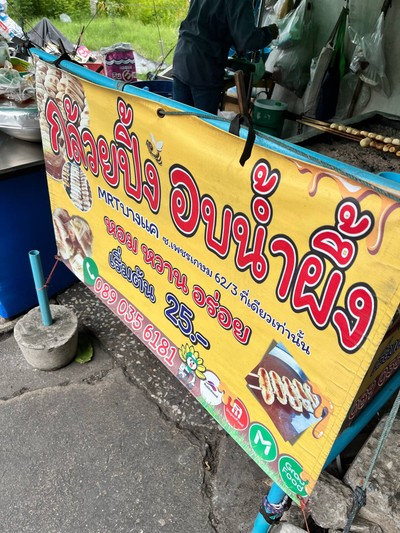 กล้วยปิ้ง อบน้ำผึ้ง
MRTบางแค ซ.เพชรเกษม 62/3 ที่เดียวเท่านั้น
หอม หวาน อร่อย
เริ่มต้น 25.-
089 035 6181
M
Grab
Food